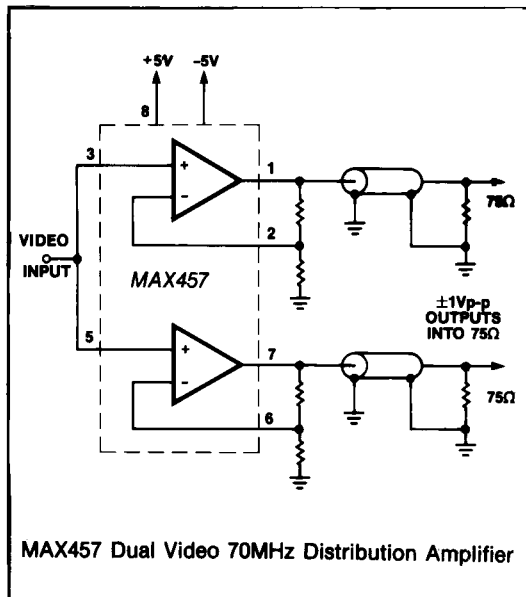 +5V
-5V
8
3
+
1
-
2
75Ω
VIDEO
INPUT
MAX457
±1Vp-p
OUTPUTS
INTO 75Ω
5
+
7
-
6
75Ω
MAX457 Dual Video 70MHz Distribution Amplifier